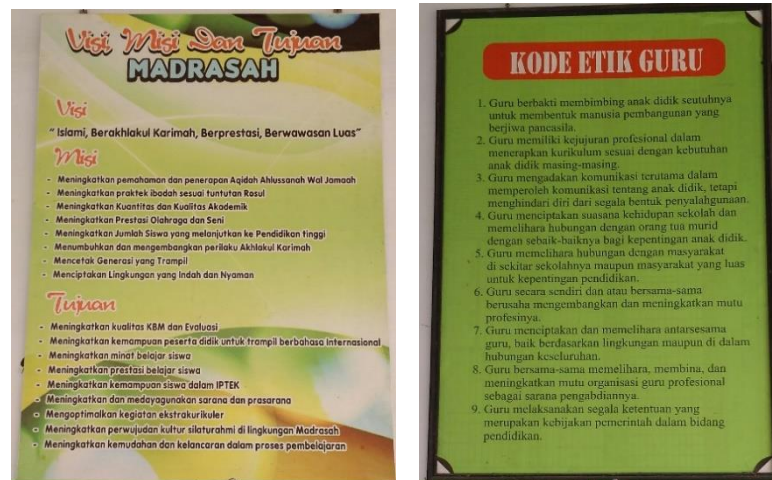 Visi, Misi Dan Tujuan
MADRASAH
Visi
" Islami, Berakhlakul Karimah, Berprestasi, Berwawasan Luas"
Misi
- Meningkatkan pemahaman dan penerapan Aqidah Ahlussanah Wal Jamaah
- Meningkatkan praktek ibadah sesuai tuntutan Rasul
- Meningkatkan Kuantitas dan Kualitas Akademik
- Meningkatkan Prestasi Olahraga dan Seni
- Meningkatkan Jumlah Siswa yang melanjutkan ke Pendidikan tinggi
- Menumbuhkan dan mengembangkan perilaku Akhlakul Karimah
- Mencetak Generasi yang Trampil
- Menciptakan Lingkungan yang Indah dan Nyaman
Tujuan
- Meningkatkan kualitas KBM dan Evaluasi
- Meningkatkan kemampuan peserta didik untuk trampil berbahasa Internasional
- Meningkatkan minat belajar siswa
- Meningkatkan prestasi belajar siswa
- Meningkatkan kemampuan siswa dalam IPTEK
- Meningkatkan dan medayagunakan sarana dan prasarana
- Mengoptimalkan kegiatan ekstrakurikuler
- Meningkatkan perwujudan kultur silaturahmi di lingkungan Madrasah
- Meningkatkan kemudahan dan kelancaran dalam proses pembelajaran
KODE ETIK GURU
1. Guru berbakti membimbing anak didik seutuhnya
untuk membentuk manusia pembangunan yang
berjiwa pancasila.
2. Guru memiliki kejujuran profesional dalam
menerapkan kurikulum sesuai dengan kebutuhan
anak didik masing-masing.
3. Guru mengadakan komunikasi terutama dalam
memperoleh komunikasi tentang anak didik, tetapi
menghindari diri dari segala bentuk penyalahgunaan.
4. Guru menciptakan suasana kehidupan sekolah dan
memelihara hubungan dengan orang tua murid
dengan sebaik-baiknya bagi kepentingan anak didik.
5. Guru memelihara hubungan dengan masyarakat
di sekitar sekolahnya maupun masyarakat yang luas
untuk kepentingan pendidikan.
6. Guru secara sendiri dan atau bersama-sama
berusaha mengembangkan dan meningkatkan mutu
profesinya.
7. Guru menciptakan dan memelihara antarsesama
guru, baik berdasarkan lingkungan maupun di dalam
hubungan keseluruhan.
8. Guru bersama-sama memelihara, membina, dan
meningkatkan mutu organisasi guru profesional
sebagai sarana pengabdiannya.
9. Guru melaksanakan segala ketentuan yang
merupakan kebijakan pemerintah dalam bidang
pendidikan.